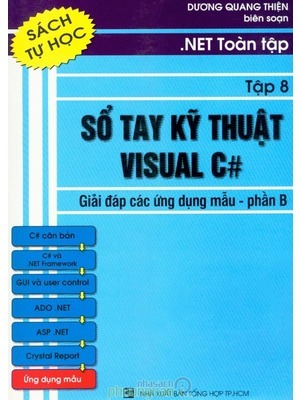 DƯƠNG QUANG THIỆN
biên soạn
SÁCH
TỰ HỌC
.NET Toàn tập
Tập 8
SỔ TAY KỸ THUẬT
VISUAL C#
Giải đáp các ứng dụng mẫu - phần B
C# căn bản
C# và
NET Framework
GUI và user control
ADO .NET
ASP .NET
Crystal Report
Ứng dụng mẫu
nhasach
NHÀ XUẤT BẢN TỔNG HỢP TP.HCM